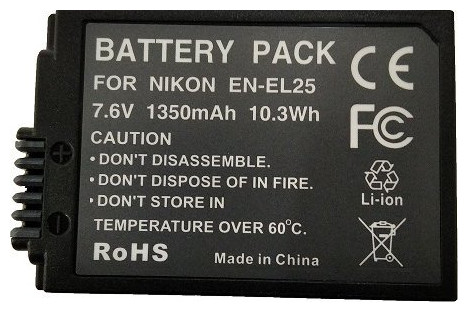 BATTERY PACK
FOR NIKON EN-EL25
7.6V 1350mAh 10.3Wh
CE
FC
CAUTION
• DON'T DISASSEMBLE.
• DON'T DISPOSE OF IN FIRE.
• DON'T STORE IN
TEMPERATURE OVER 60°C.
Li-ion
RoHS
Made in China